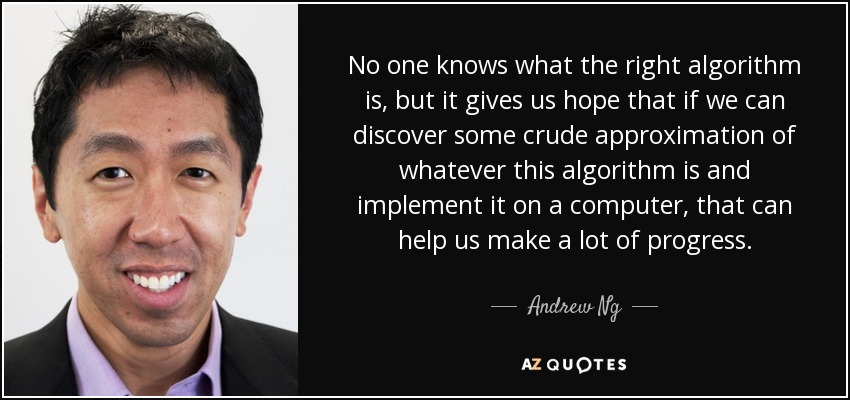 No one knows what the right algorithm
is, but it gives us hope that if we can
discover some crude approximation of
whatever this algorithm is and
implement it on a computer, that can
help us make a lot of progress.
Andrew Ng
AZ QUOTES